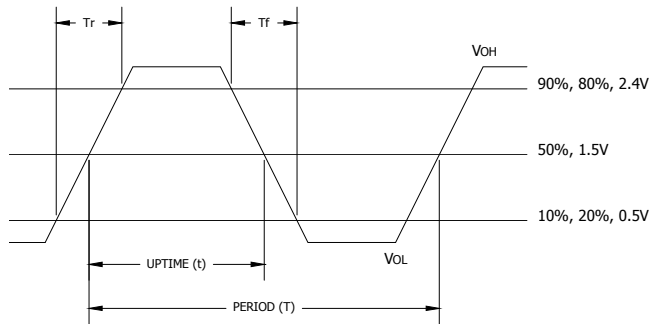 Tr
Tf
VOH
90%, 80%, 2.4V
50%, 1.5V
10%, 20%, 0.5V
VOL
UPTIME (t)
PERIOD (T)